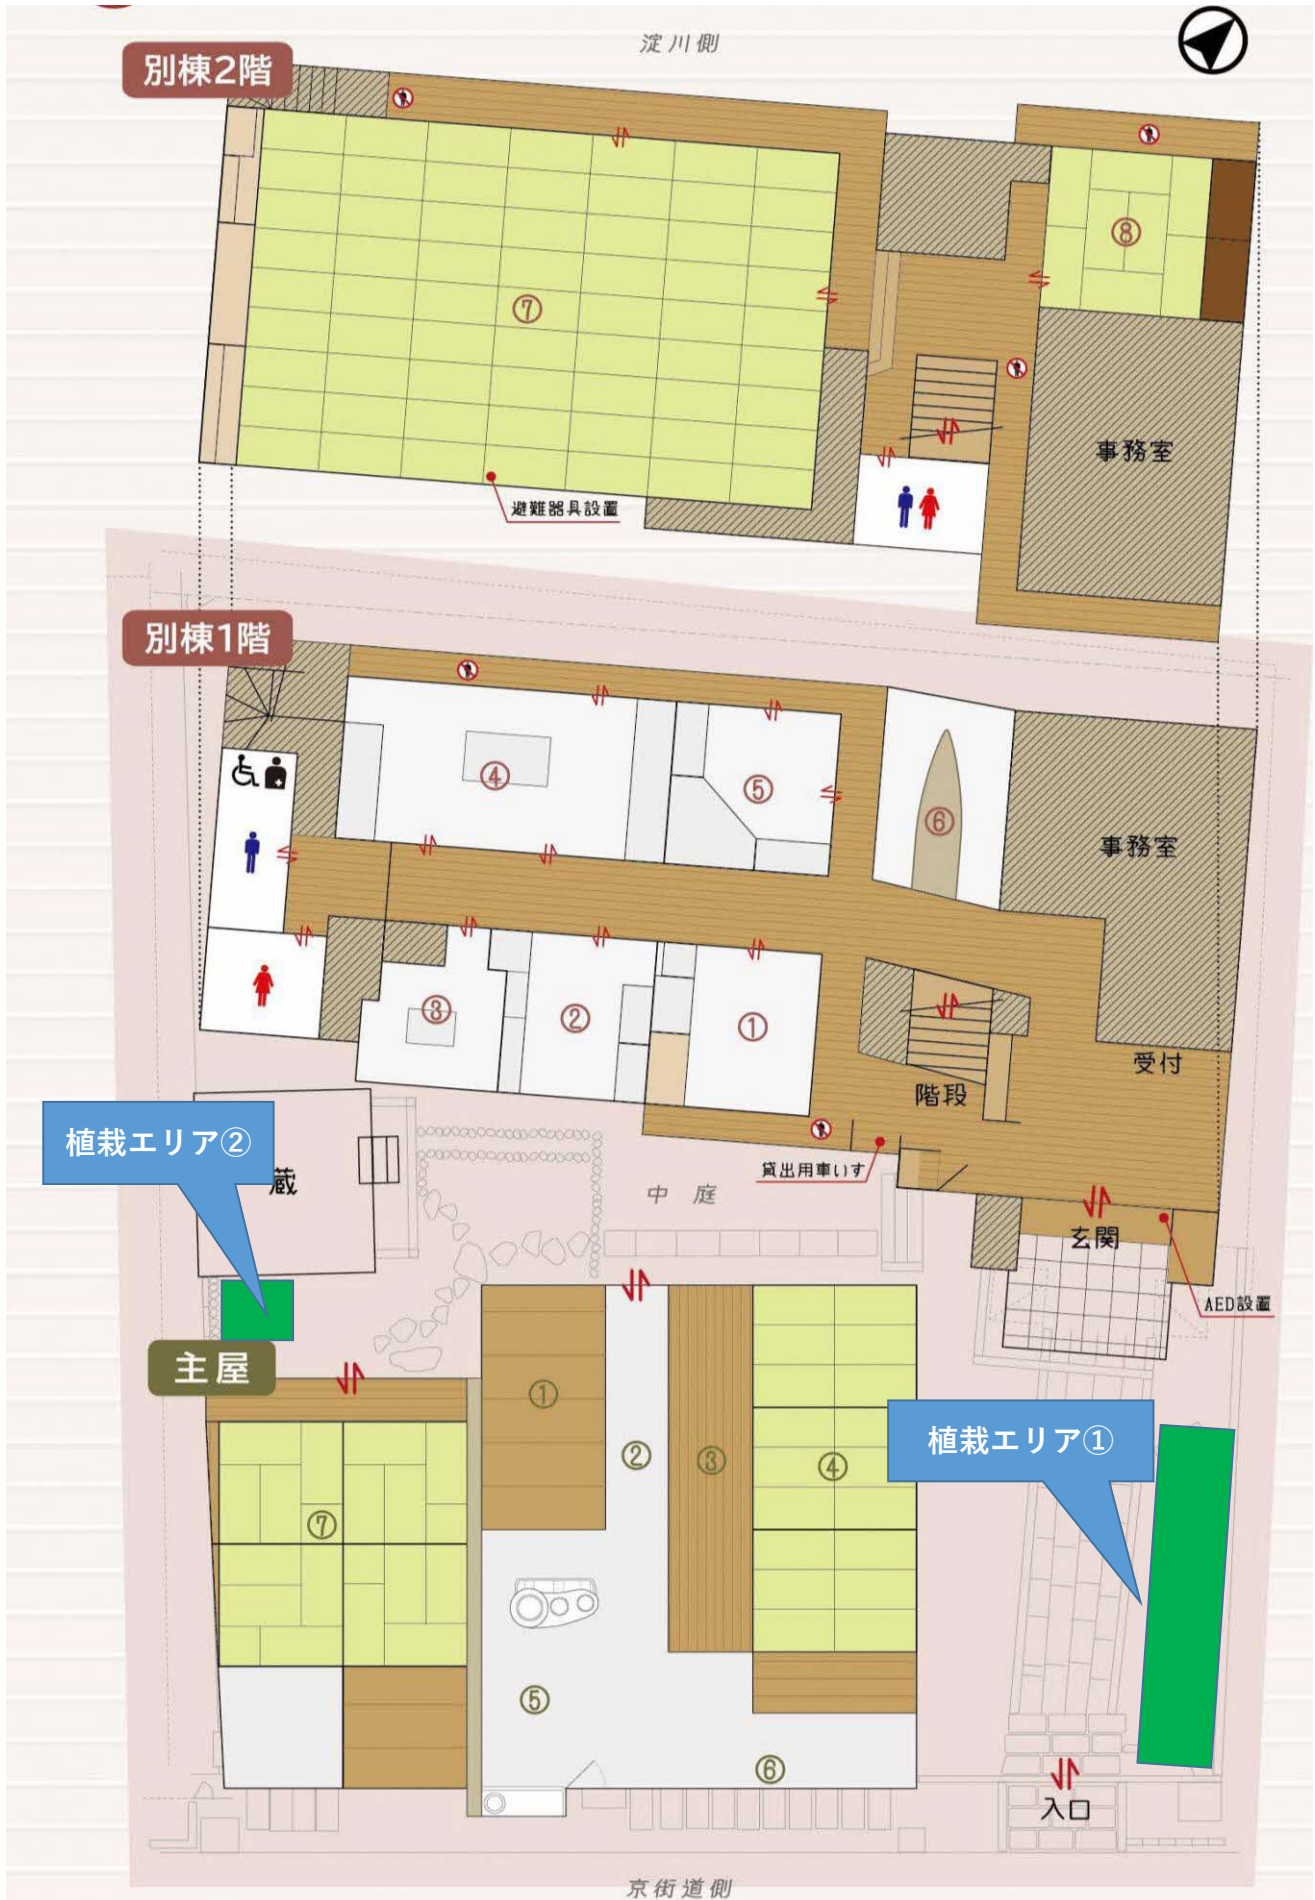 淀川側
別棟2階
⑧
⑦
事務室
避難器具設置
別棟1階
④
⑤
⑥
事務室
③
②
①
受付
階段
植栽エリア②
蔵
貸出用車いす
中庭
玄関
AED設置
主屋
①
②
③
④
植栽エリア①
⑦
⑤
⑥
入口
京街道側